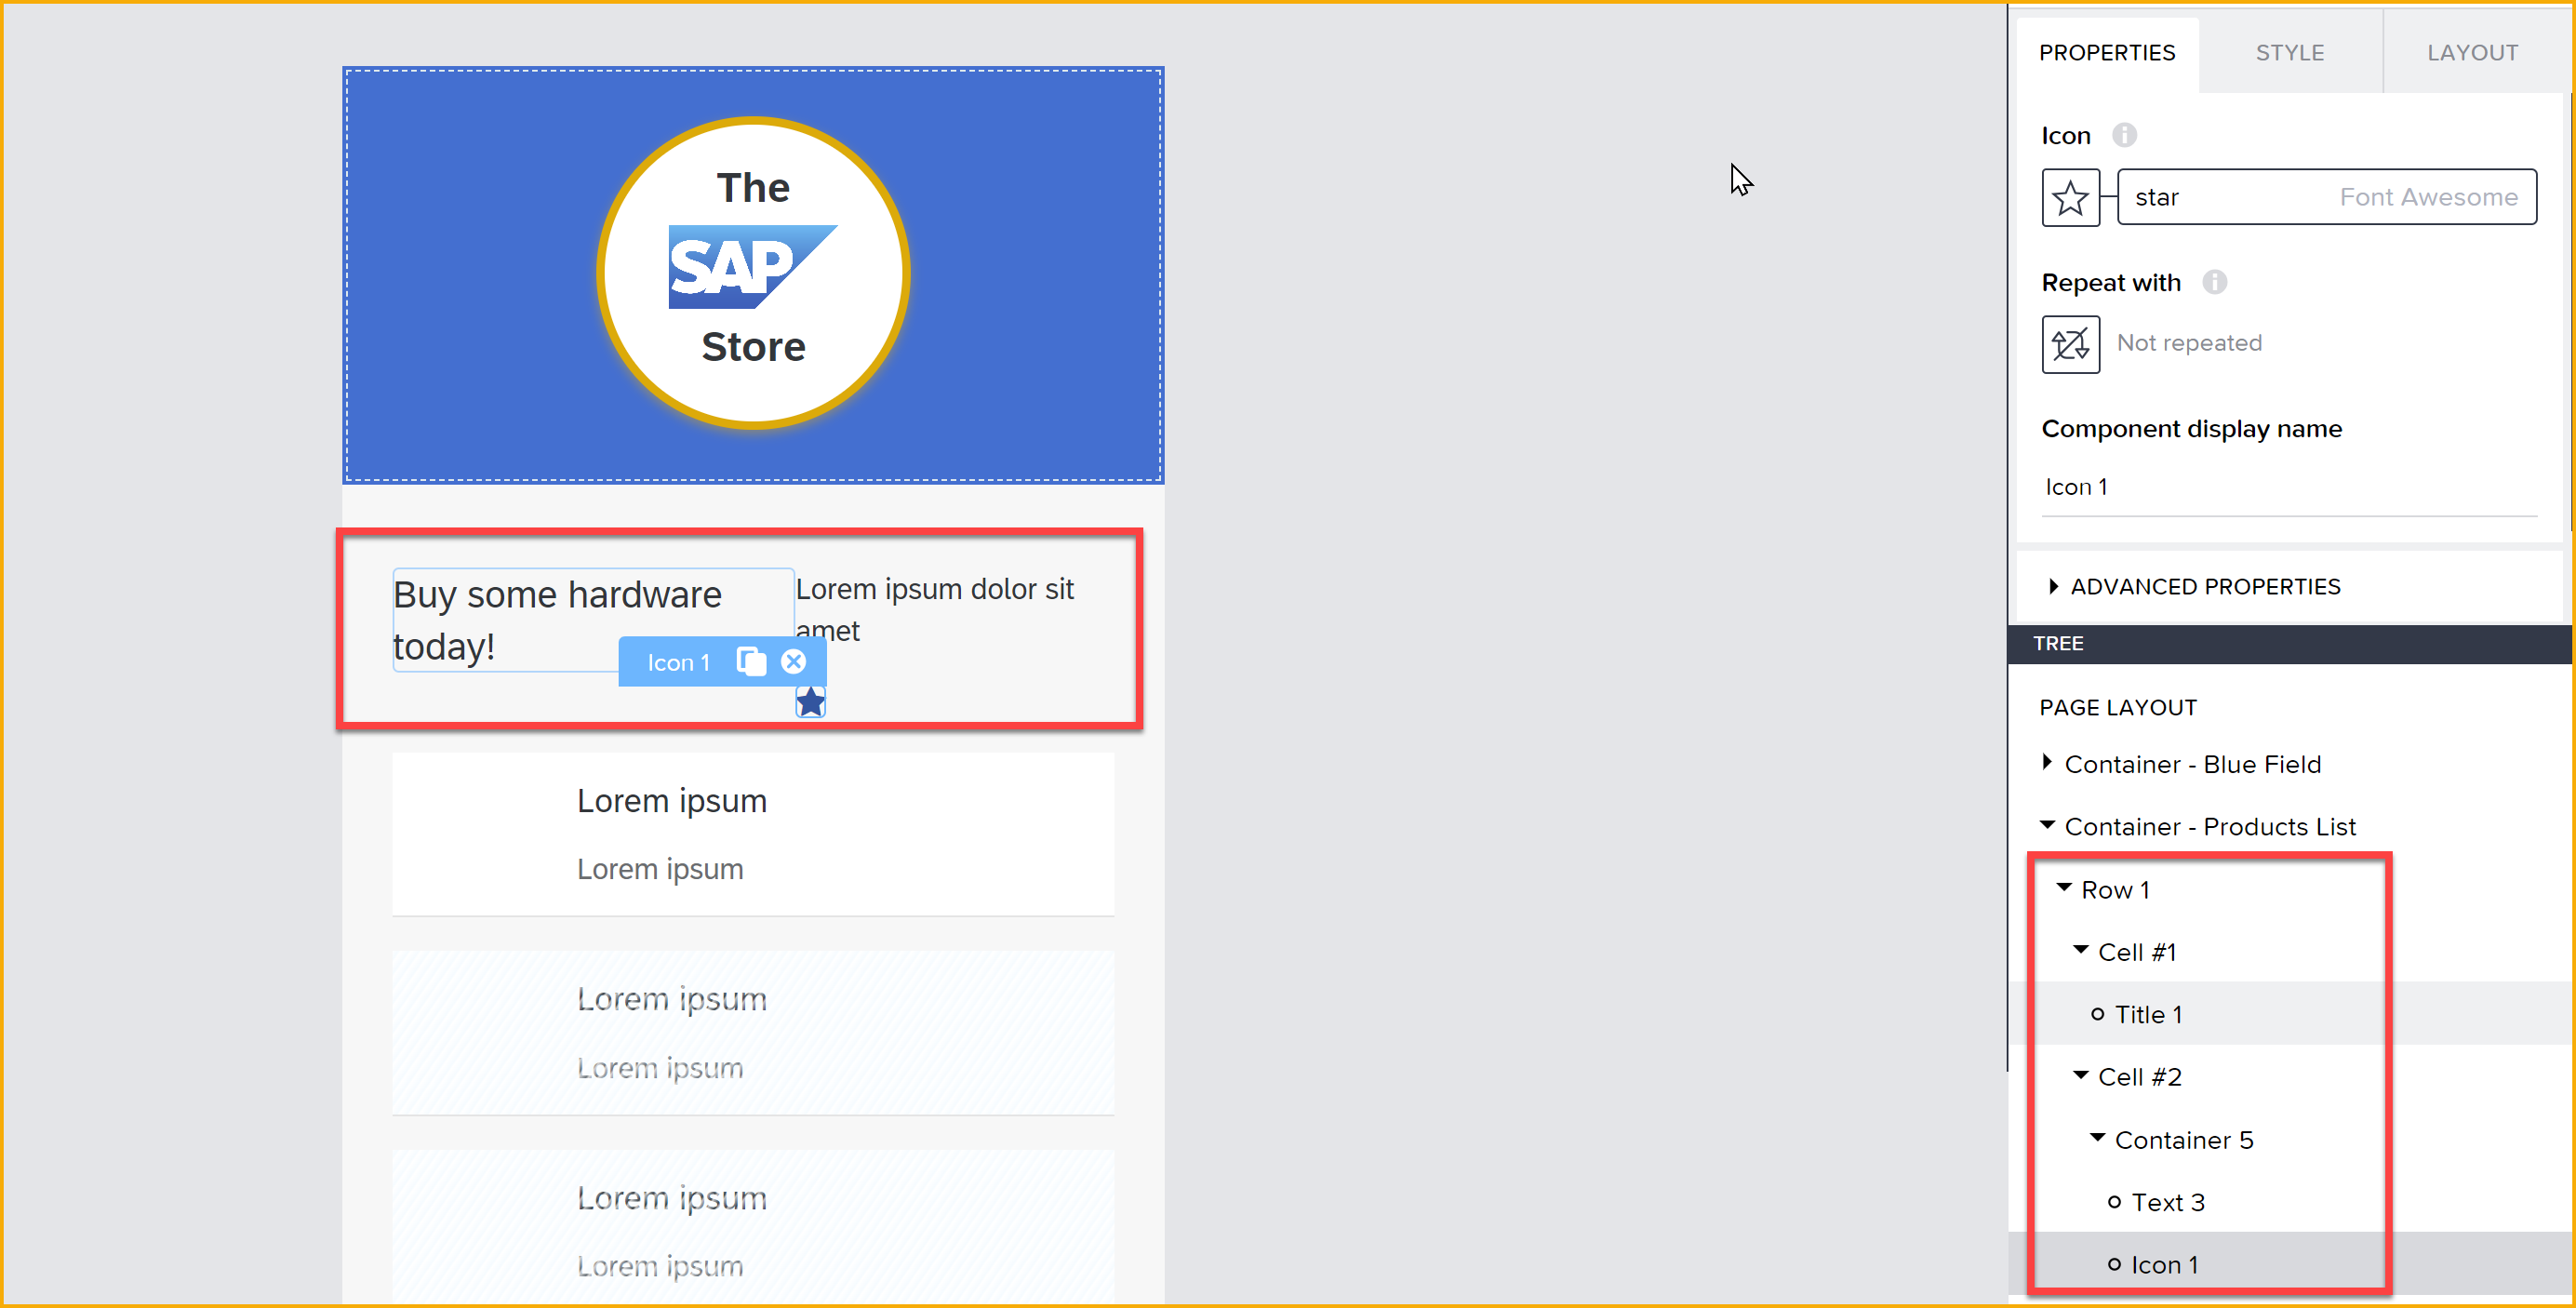 The
SAP
Store
Buy some hardware
today!
Lorem ipsum dolor sit
amet
Icon 1
Lorem ipsum
Lorem ipsum
Lorem ipsum
Lorem ipsum
Lorem ipsum
Lorem ipsum
PROPERTIES
STYLE
LAYOUT
Icon
star
Font Awesome
Repeat with
Not repeated
Component display name
Icon 1
ADVANCED PROPERTIES
TREE
PAGE LAYOUT
Container - Blue Field
Container - Products List
Row 1
Cell #1
Title 1
Cell #2
Container 5
Text 3
Icon 1